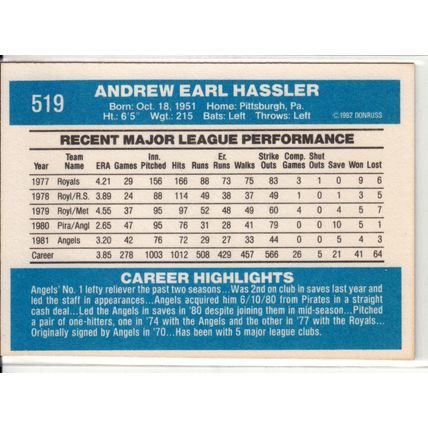 519
ANDREW EARL HASSLER
Born: Oct. 18, 1951 Home: Pittsburgh, Pa.
Ht.: 6'5" Wgt.: 215 Bats: Left Throws: Left
© 1982 DONRUSS
RECENT MAJOR LEAGUE PERFORMANCE
Year Team Name ERA Games Inn. Pitched Hits Runs Er. Runs Walks Strike Outs Comp. Games Shut Outs Save Won Lost
1977 Royals 4.21 29 156 166 88 73 75 83 3 1 0 9 6
1978 Royl/R.S. 3.89 24 88 114 49 38 37 49 1 0 1 3 5
1979 Royl/Met 4.55 37 95 97 52 48 49 60 0 0 4 5 7
1980 Pira/Angl 2.65 47 95 76 31 28 41 79 0 0 10 5 1
1981 Angels 3.20 42 76 72 29 27 33 44 0 0 5 4 3
Career 3.85 278 1003 1012 508 429 457 566 26 5 21 41 64
CAREER HIGHLIGHTS
Angels' No. 1 lefty reliever the past two seasons...Was 2nd on club in saves last year and
led the staff in appearances...Angels acquired him 6/10/80 from Pirates in a straight
cash deal...Led the Angels in saves in '80 despite joining them in mid-season...Pitched
a pair of one-hitters, one in '74 with the Angels and the other in '77 with the Royals...
Originally signed by Angels in '70...Has been with 5 major league clubs.